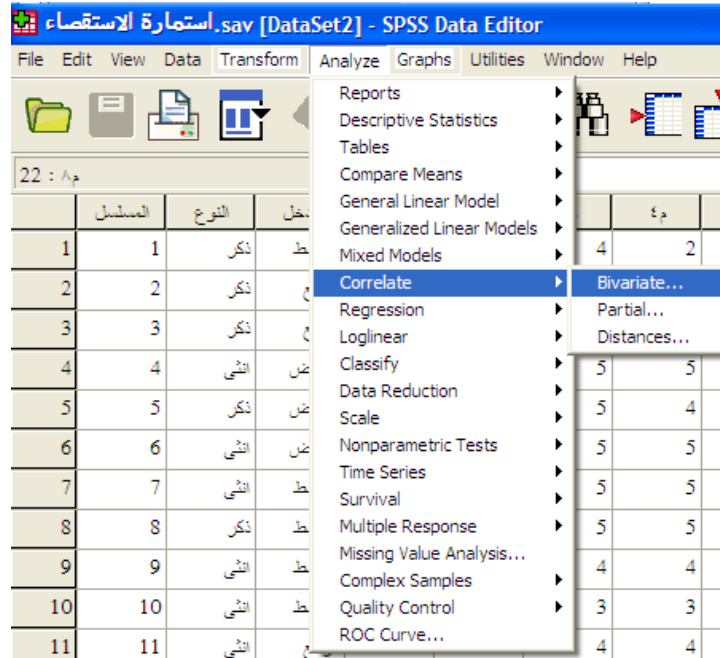 استمارة الاستقصاء.sav [DataSet2] - SPSS Data Editor
File Edit View Data Transform Analyze Graphs Utilities Window Help
22 : م٨
المسلسل النوع م٤
1 1 ذكر 4 2
2 2 ذكر
3 3 ذكر
4 4 انثى 5 5
5 5 ذكر 5 4
6 6 انثى 5 5
7 7 انثى 5 5
8 8 ذكر 5 5
9 9 انثى 4 4
10 10 انثى 3 3
11 11 انثى 4 4
Reports
Descriptive Statistics
Tables
Compare Means
General Linear Model
Generalized Linear Models
Mixed Models
Correlate
Regression
Loglinear
Classify
Data Reduction
Scale
Nonparametric Tests
Time Series
Survival
Multiple Response
Missing Value Analysis...
Complex Samples
Quality Control
ROC Curve...
Bivariate...
Partial...
Distances...